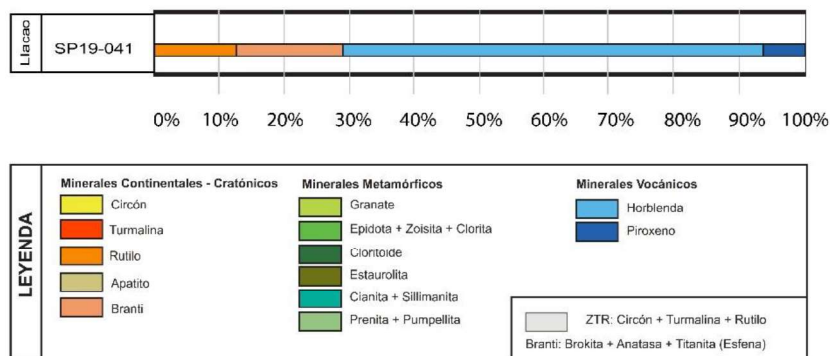 Llacao
SP19-041
0% 10% 20% 30% 40% 50% 60% 70% 80% 90% 100%
LEYENDA
Minerales Continentales - Cratónicos
Circón
Turmalina
Rutilo
Apatito
Branti
Minerales Metamórficos
Granate
Epidota + Zoisita + Clorita
Cloritoide
Estaurolita
Cianita + Sillimanita
Prenita + Pumpellita
Minerales Vocánicos
Horblenda
Piroxeno
ZTR: Circón + Turmalina + Rutilo
Branti: Brokita + Anatasa + Titanita (Esfena)